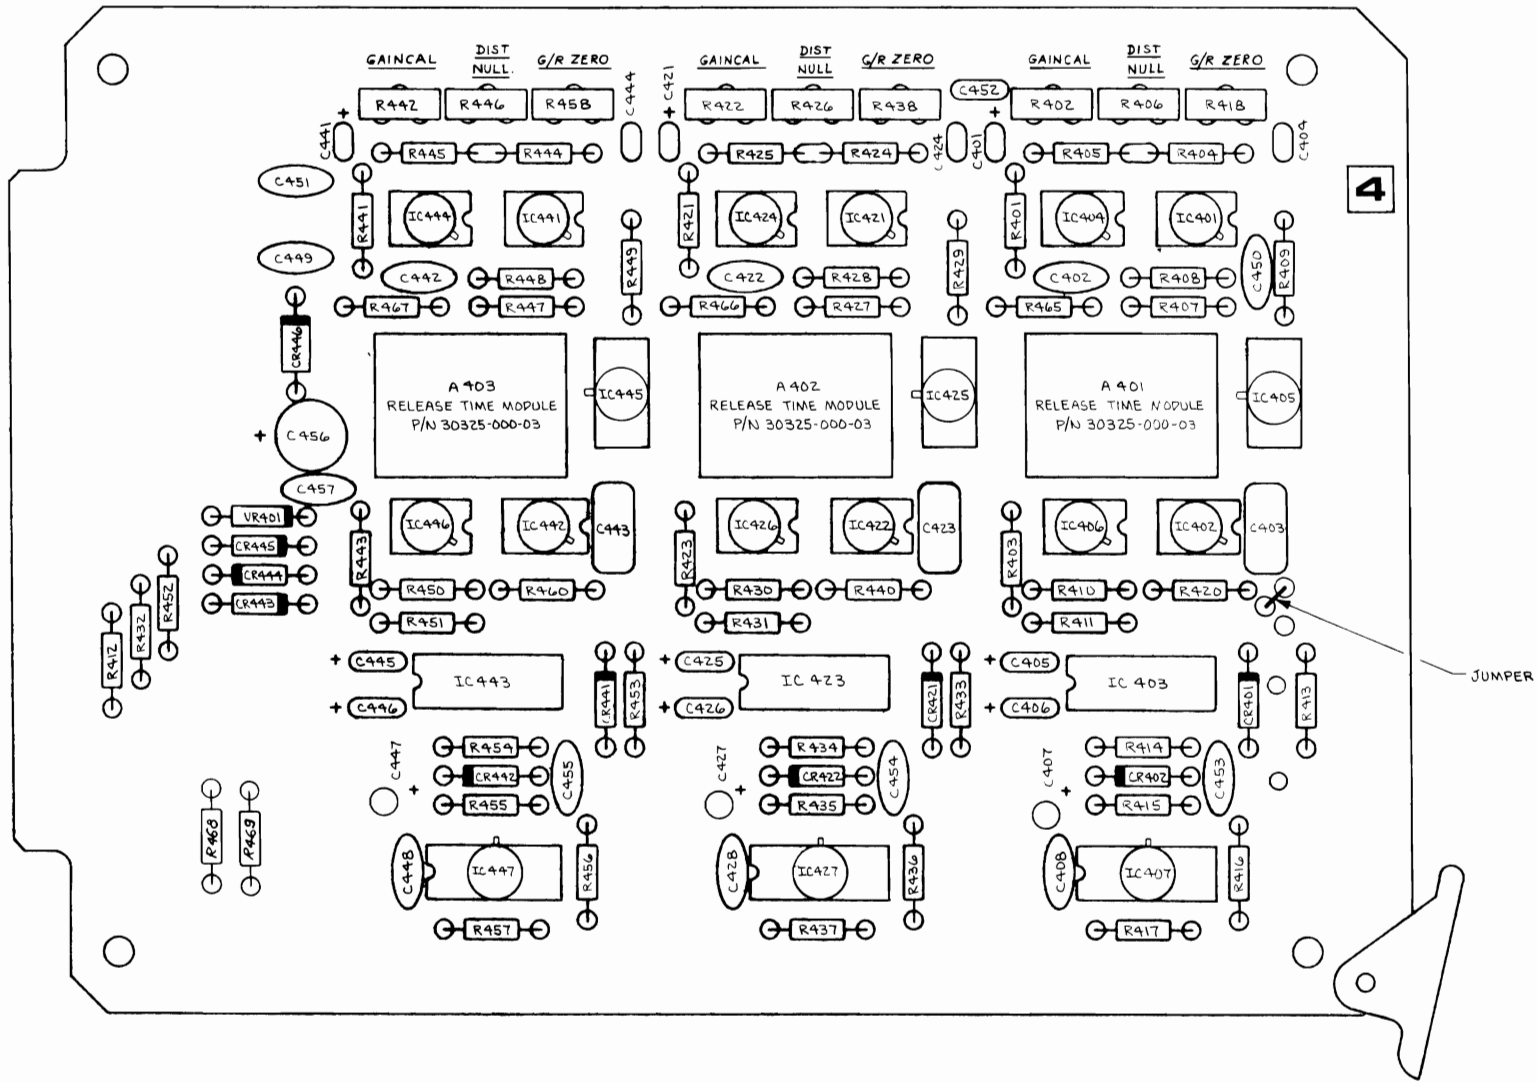 GAINCAL
DIST
NULL.
G/R ZERO
C444
C421
GAINCAL
DIST
NULL
G/R ZERO
C452
GAINCAL
DIST
NULL
G/R ZERO
R442
R446
R458
R422
R426
R438
R402
R406
R418
+
+
+
C441
R445
R444
R425
R424
C424
C401
R405
R404
C404
C451
R441
IC444
IC441
R421
IC424
IC421
R401
IC404
IC401
4
C449
C442
R448
R449
C422
R428
R429
C402
R408
C450
R409
R467
R447
R466
R427
R465
R407
CR446
A 403
RELEASE TIME MODULE
P/N 30325-000-03
IC445
A 402
RELEASE TIME MODULE
P/N 30325-000-03
IC425
A 401
RELEASE TIME MODULE
P/N 30325-000-03
IC405
+
C456
C457
VR401
CR445
CR444
CR443
R452
R432
R412
R443
IC446
IC442
C443
R423
IC426
IC422
C423
R403
IC406
IC402
C403
R450
R460
R430
R440
R410
R420
R451
R431
R411
JUMPER
+
C445
+
C446
IC443
CR441
R453
+
C425
+
C426
IC 423
CR421
R433
+
C405
+
C406
IC 403
CR401
R413
C447
+
R454
CR442
R455
C455
C427
+
R434
CR422
R435
C454
C407
+
R414
CR402
R415
C453
R468
R469
C448
IC447
R456
C428
IC427
R436
C408
IC407
R416
R457
R437
R417